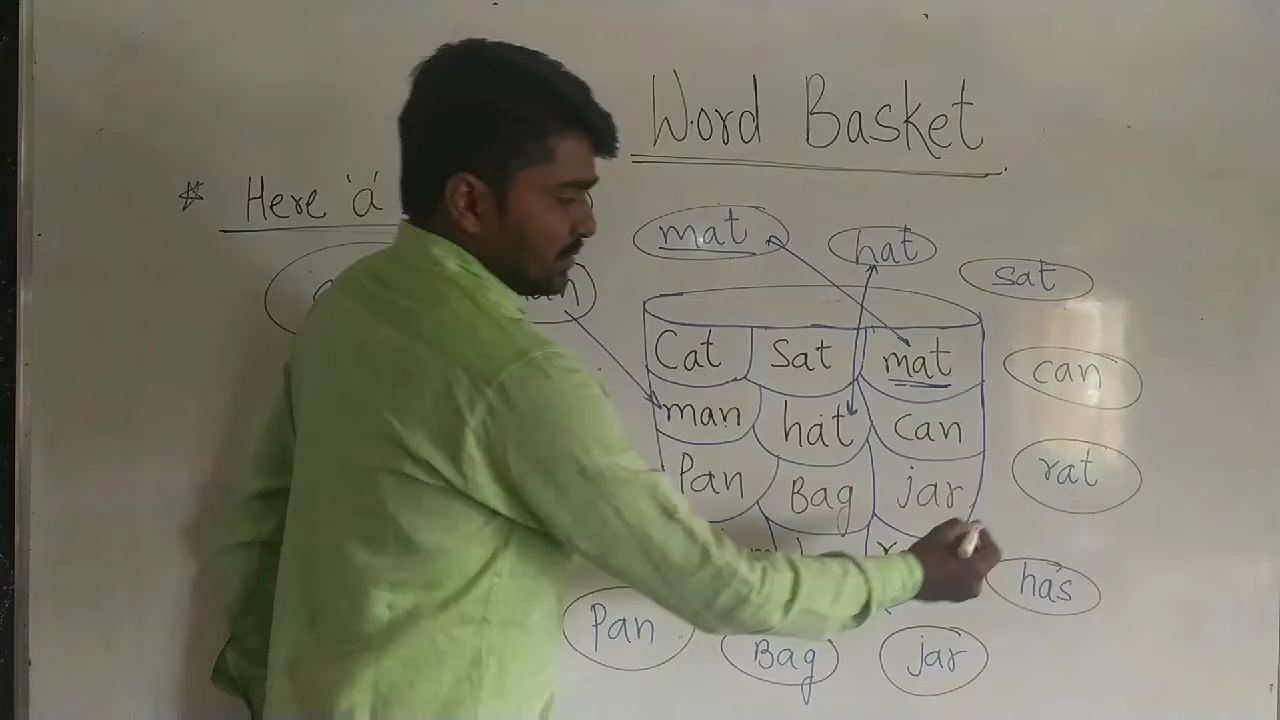 Word Basket
Here 'a'
mat hat
sat
Cat Sat mat
can
man hat can
Pan Bag jar
rat
has
Pan
Bag jar